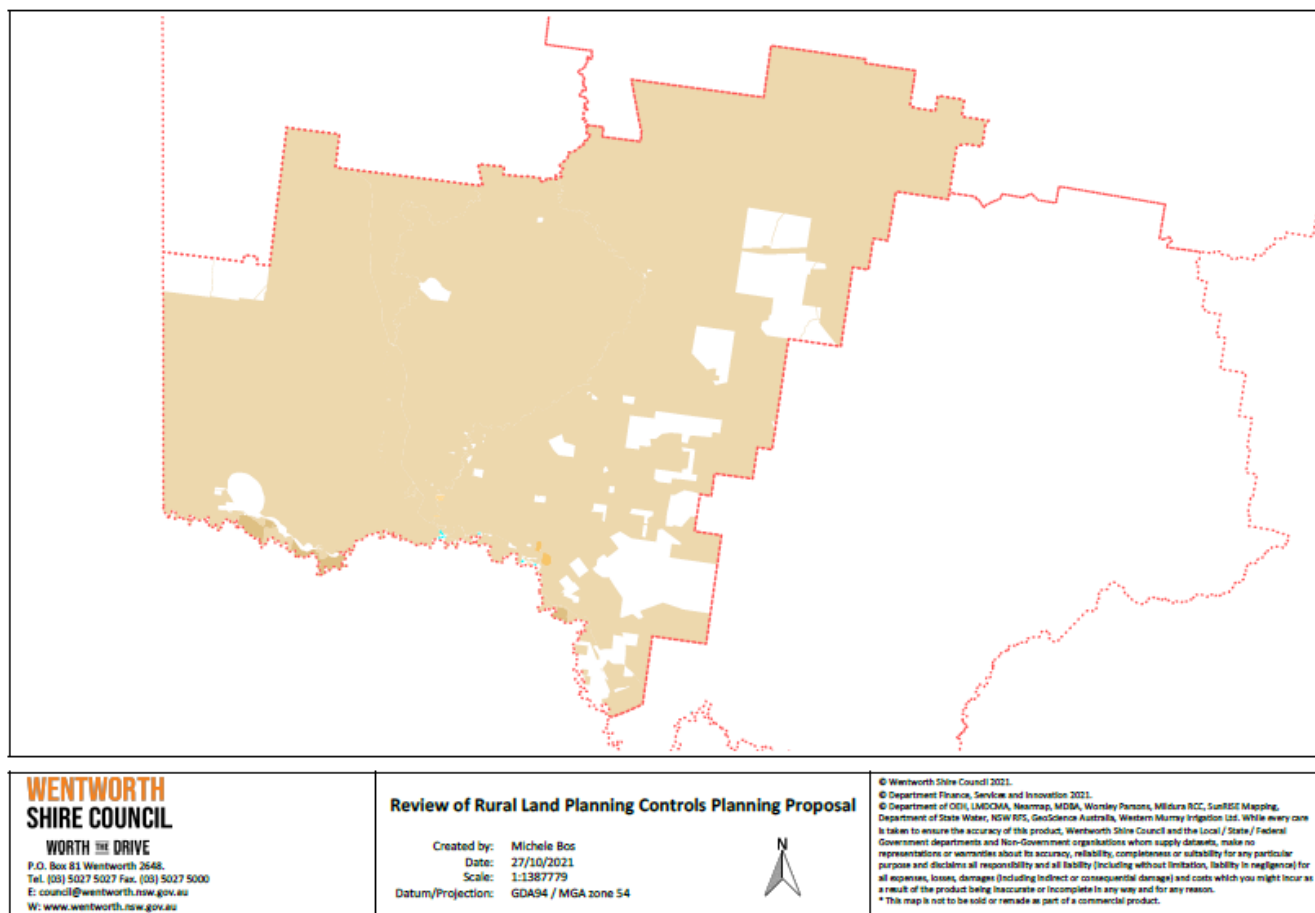 WENTWORTH
SHIRE COUNCIL
WORTH THE DRIVE
P.O. Box 81 Wentworth 2648.
Tel. (03) 5027 5027 Fax. (03) 5027 5000
E: council@wentworth.nsw.gov.au
W: www.wentworth.nsw.gov.au
Review of Rural Land Planning Controls Planning Proposal
Created by: Michele Bos
Date: 27/10/2021
Scale: 1:1387779
Datum/Projection: GDA94 / MGA zone 54
N
© Wentworth Shire Council 2021.
© Department Finance, Services and Innovation 2021.
© Department of OEH, LMDCMA, Nearmap, MDBA, Worsley Parsons, Mildura RCC, SunRISE Mapping,
Department of State Water, NSW RFS, GeoScience Australia, Western Murray Irrigation Ltd. While every care
is taken to ensure the accuracy of this product, Wentworth Shire Council and the Local / State / Federal
Government departments and Non-Government organisations whom supply datasets, make no
representations or warranties about its accuracy, reliability, completeness or suitability for any particular
purpose and disclaims all responsibility and all liability (including without limitation, liability in negligence) for
all expenses, losses, damages (including indirect or consequential damage) and costs which you might incur as
a result of the product being inaccurate or incomplete in any way and for any reason.
* This map is not to be sold or remade as part of a commercial product.